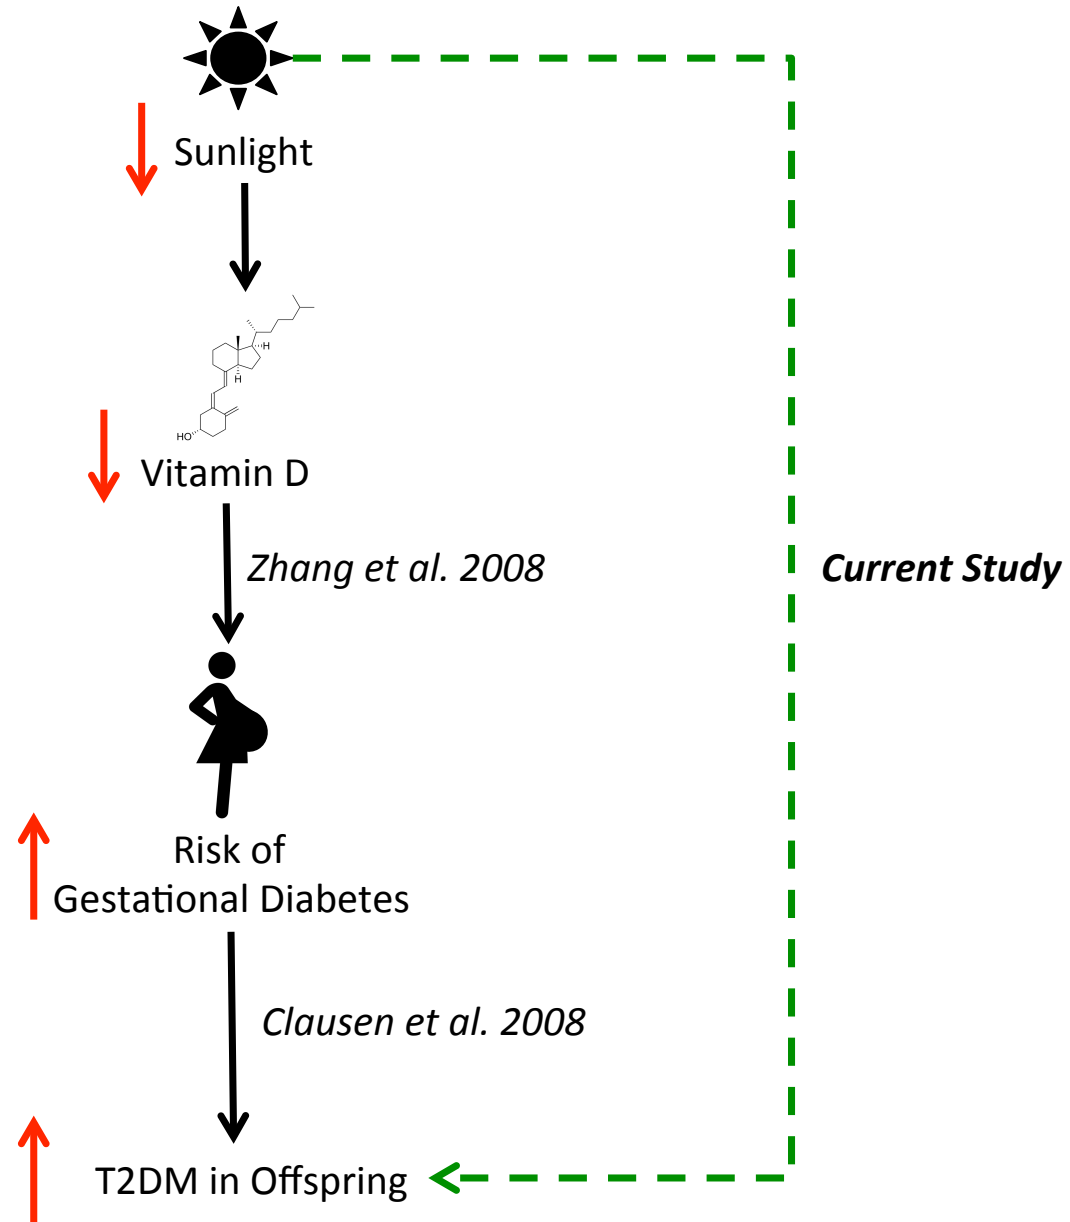 Sunlight
H
H
HO
Vitamin D
Zhang et al. 2008
Current Study
Risk of
Gestational Diabetes
Clausen et al. 2008
T2DM in Offspring